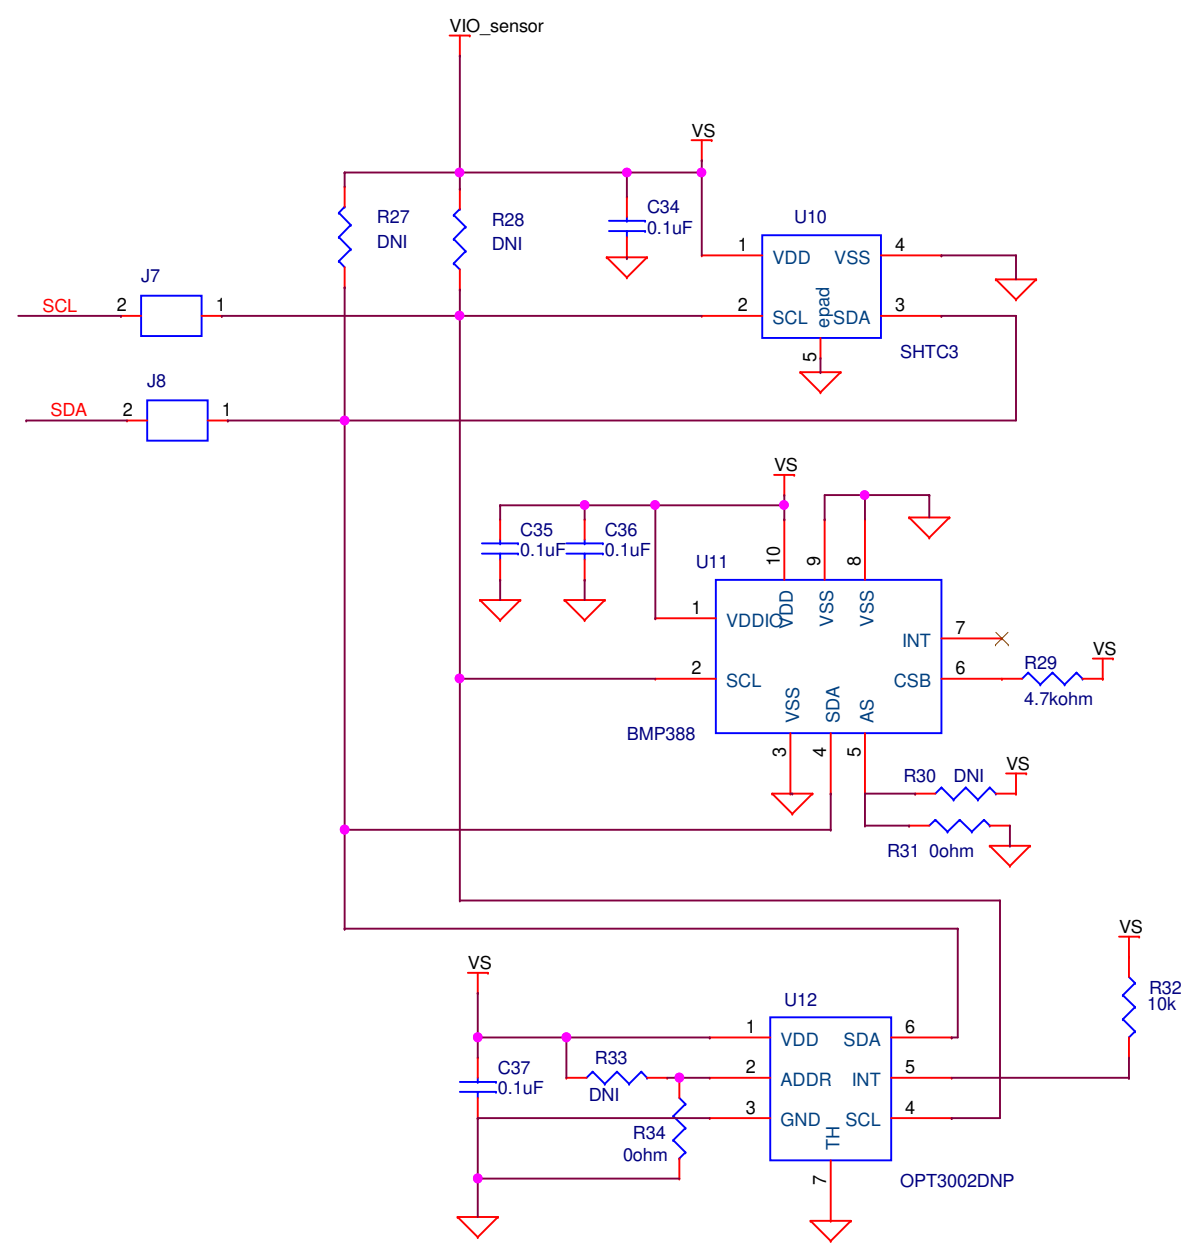 VIO_sensor
VS
R27
DNI
R28
DNI
C34
0.1uF
U10
1
VDD
VSS
4
2
SCL
epad
SDA
3
5
SHTC3
J7
SCL
2
1
J8
SDA
2
1
VS
C35
0.1uF
C36
0.1uF
U11
10
9
8
1
VDDIO
VDD
VSS
VSS
INT
7
2
SCL
CSB
6
R29
4.7kohm
VS
VSS
SDA
AS
BMP388
3
4
5
R30
DNI
VS
R31
0ohm
VS
R32
10k
VS
U12
1
VDD
SDA
6
R33
DNI
2
ADDR
INT
5
C37
0.1uF
3
GND
SCL
4
TH
R34
0ohm
7
OPT3002DNP